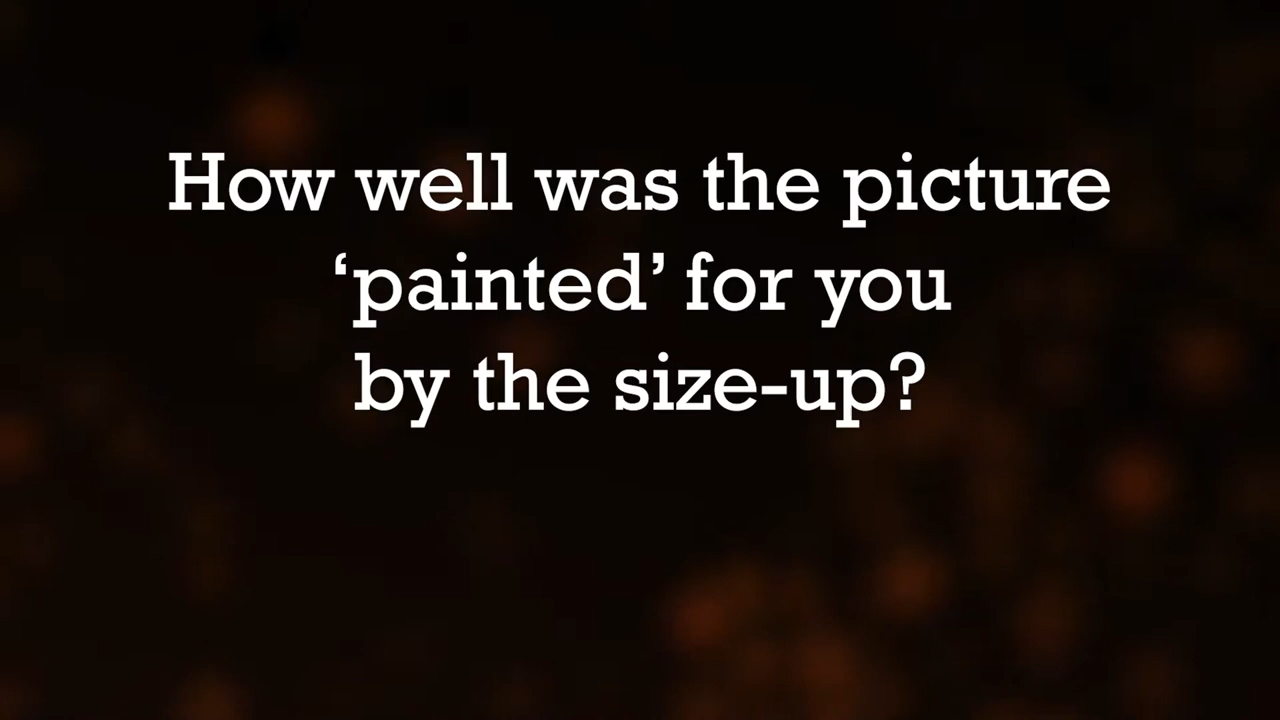 How well was the picture
‘painted’ for you
by the size-up?